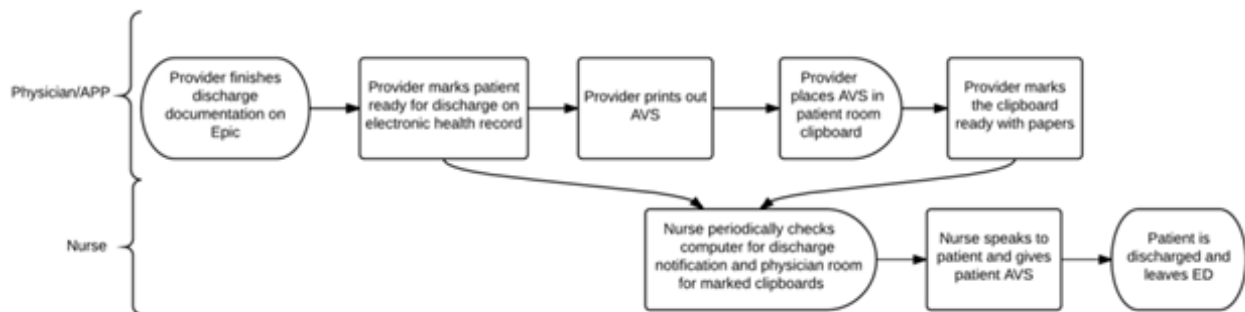 Physician/APP
Provider finishes
discharge
documentation on
Epic
Provider marks patient
ready for discharge on
electronic health record
Provider prints out
AVS
Provider
places AVS in
patient room
clipboard
Provider marks
the clipboard
ready with papers
Nurse
Nurse periodically checks
computer for discharge
notification and physician room
for marked clipboards
Nurse speaks to
patient and gives
patient AVS
Patient is
discharged and
leaves ED